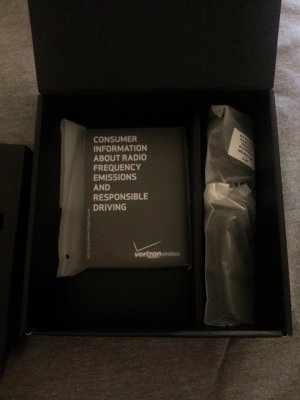 CONSUMER
INFORMATION
ABOUT RADIO
FREQUENCY
EMISSIONS
AND
RESPONSIBLE
DRIVING
verizonwireless